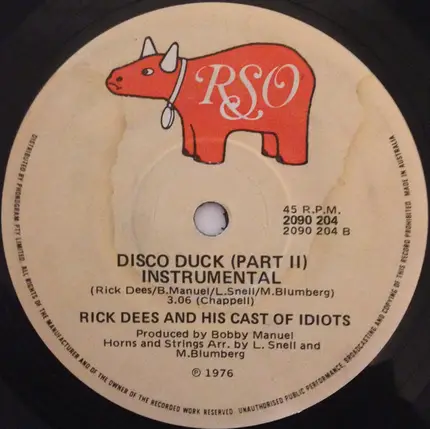 RSO
45 R.P.M.
2090 204
2090 204 B
DISCO DUCK (PART II)
INSTRUMENTAL
(Rick Dees/B.Manuel/L.Snell/M.Blumberg)
3.06 (Chappell)
RICK DEES AND HIS CAST OF IDIOTS
Produced by Bobby Manuel
Horns and Strings Arr. by L. Snell and
M.Blumberg
℗ 1976
DISTRIBUTED BY PHONOGRAM PTY. LIMITED. ALL RIGHTS OF THE MANUFACTURER AND OF THE OWNER OF THE RECORDED WORK RESERVED. UNAUTHORISED PUBLIC PERFORMANCE, BROADCASTING AND COPYING OF THIS RECORD PROHIBITED. MADE IN AUSTRALIA.